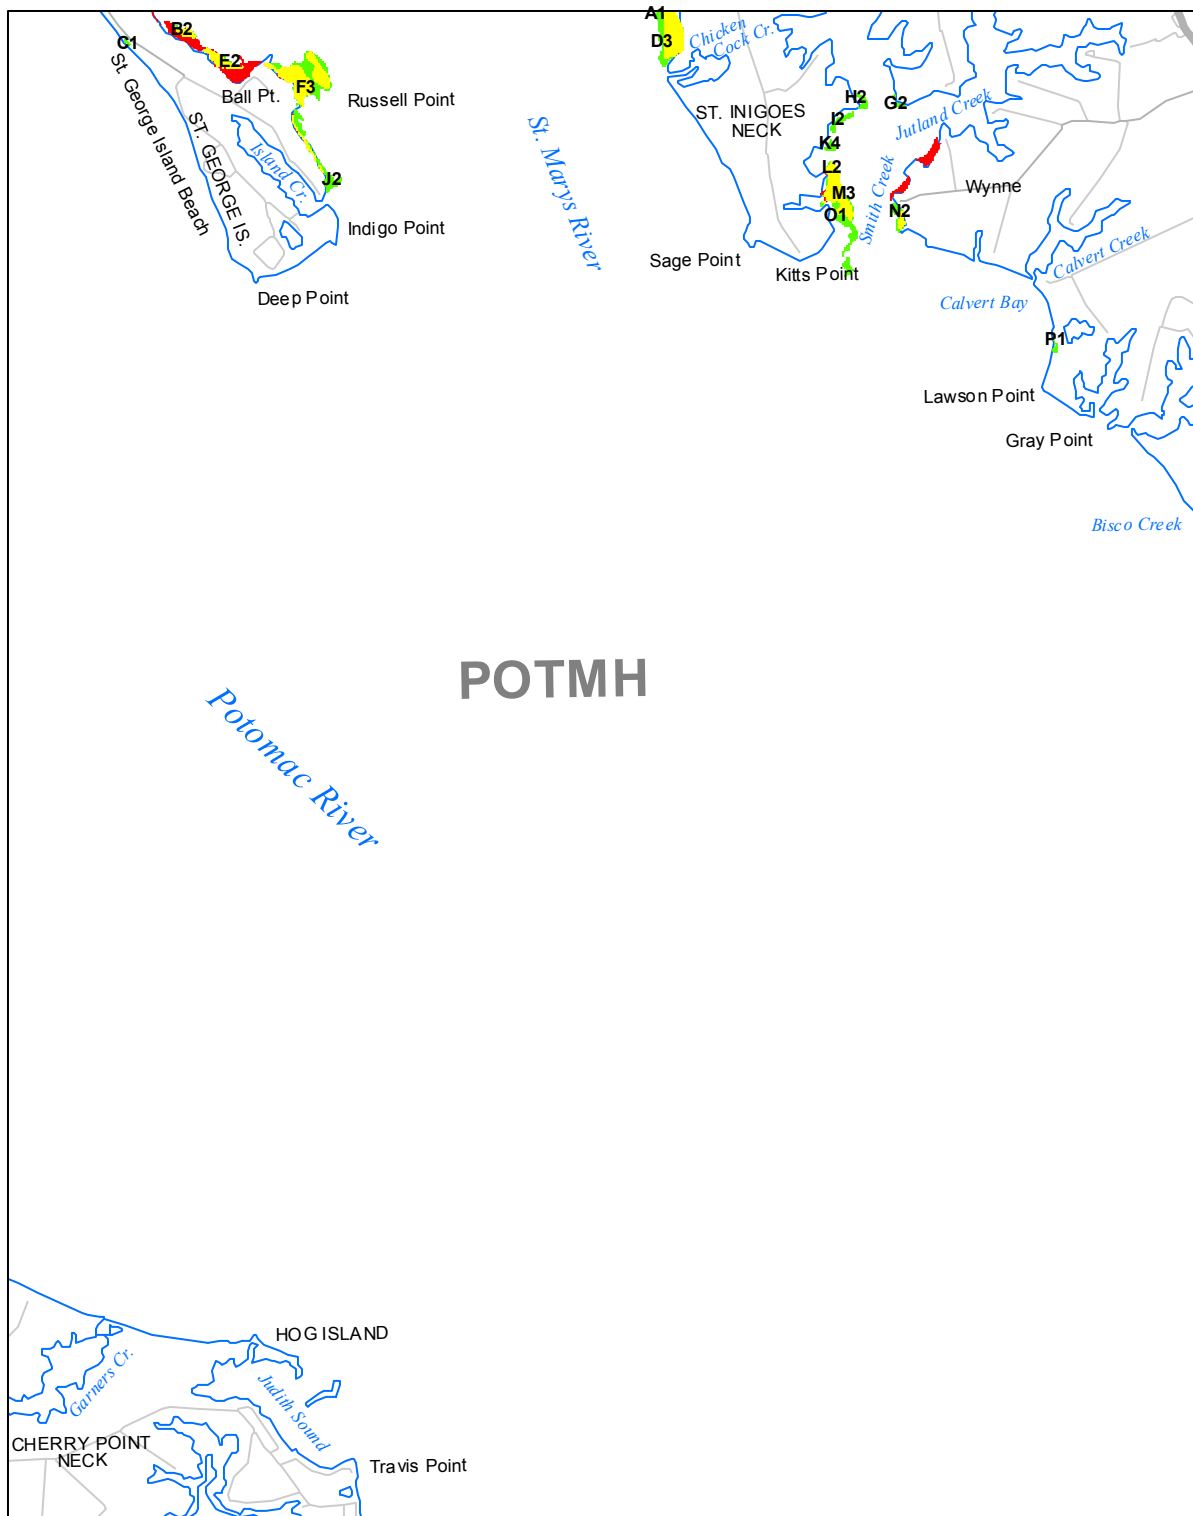 A1
B2
C1
D3
Chicken
Cock Cr.
E2
F3
Ball Pt.
Russell Point
H2
G2
ST. INIGOES
NECK
I2
Jutland Creek
K4
St. George Island Beach
ST. GEORGE IS.
Island Cr.
J2
St. Marys River
L2
M3
O1
Smith Creek
Wynne
N2
Indigo Point
Sage Point
Kitts Point
Calvert Creek
Deep Point
Calvert Bay
P1
Lawson Point
Gray Point
Bisco Creek
POTMH
Potomac River
HOG ISLAND
Garners Cr.
Judith Sound
CHERRY POINT
NECK
Travis Point